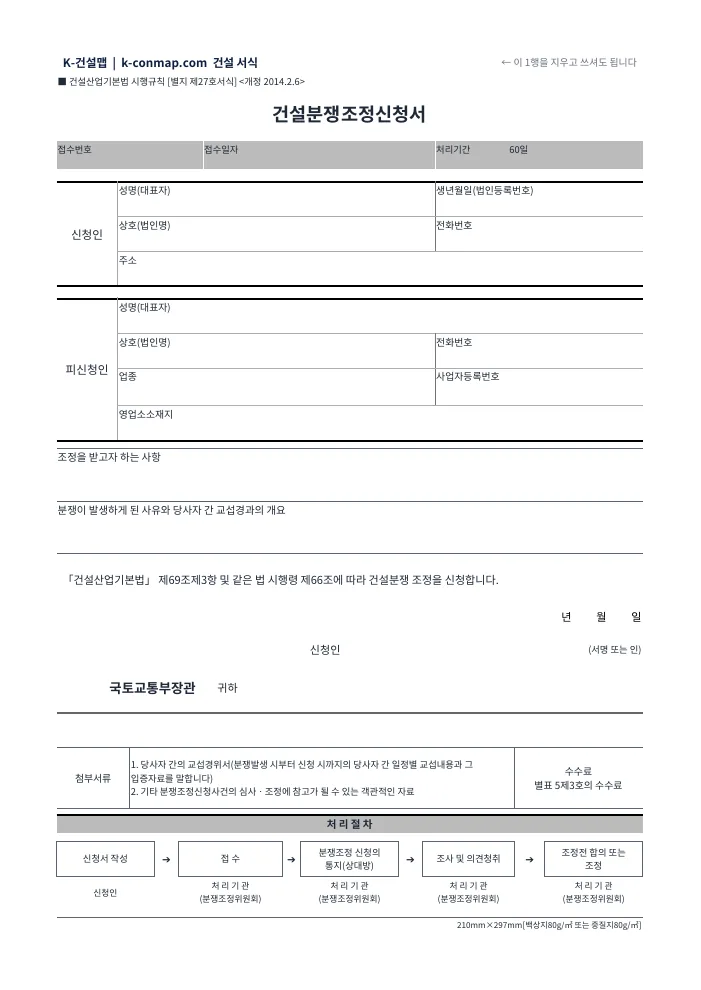 K-건설맵 | k-conmap.com 건설 서식
← 이 1행을 지우고 쓰셔도 됩니다
■ 건설산업기본법 시행규칙 [별지 제27호서식] <개정 2014.2.6>
건설분쟁조정신청서
접수번호 접수일자 처리기간 60일
신청인
성명(대표자) 생년월일(법인등록번호)
상호(법인명) 전화번호
주소
피신청인
성명(대표자)
상호(법인명) 전화번호
업종 사업자등록번호
영업소소재지
조정을 받고자 하는 사항
분쟁이 발생하게 된 사유와 당사자 간 교섭경과의 개요
「건설산업기본법」 제69조제3항 및 같은 법 시행령 제66조에 따라 건설분쟁 조정을 신청합니다.
년 월 일
신청인 (서명 또는 인)
국토교통부장관 귀하
첨부서류
1. 당사자 간의 교섭경위서(분쟁발생 시부터 신청 시까지의 당사자 간 일정별 교섭내용과 그
입증자료를 말합니다)
2. 기타 분쟁조정신청사건의 심사ㆍ조정에 참고가 될 수 있는 객관적인 자료
수수료
별표 5제3호의 수수료
처리절차
신청서 작성 ➔ 접 수 ➔ 분쟁조정 신청의 통지(상대방) ➔ 조사 및 의견청취 ➔ 조정전 합의 또는 조정
신청인 처 리 기 관 처 리 기 관 처 리 기 관 처 리 기 관
(분쟁조정위원회) (분쟁조정위원회) (분쟁조정위원회) (분쟁조정위원회)
210mm×297mm[백상지80g/㎡ 또는 중질지80g/㎡]